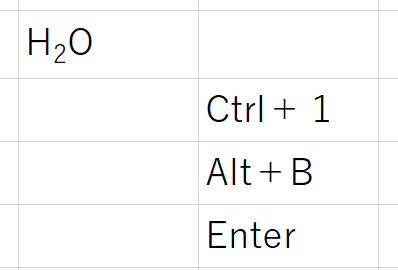 H₂O
Ctrl + 1
Alt + B
Enter